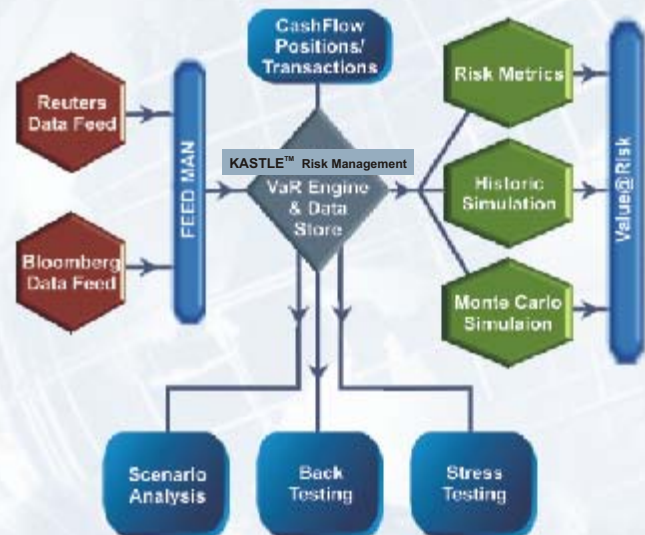 CashFlow
Positions/
Transactions
Reuters
Data Feed
Bloomberg
Data Feed
FEED MAN
KASTLE™ Risk Management
VaR Engine
& Data
Store
Risk Metrics
Historic
Simulation
Monte Carlo
Simulaion
Value@Risk
Scenario
Analysis
Back
Testing
Stress
Testing